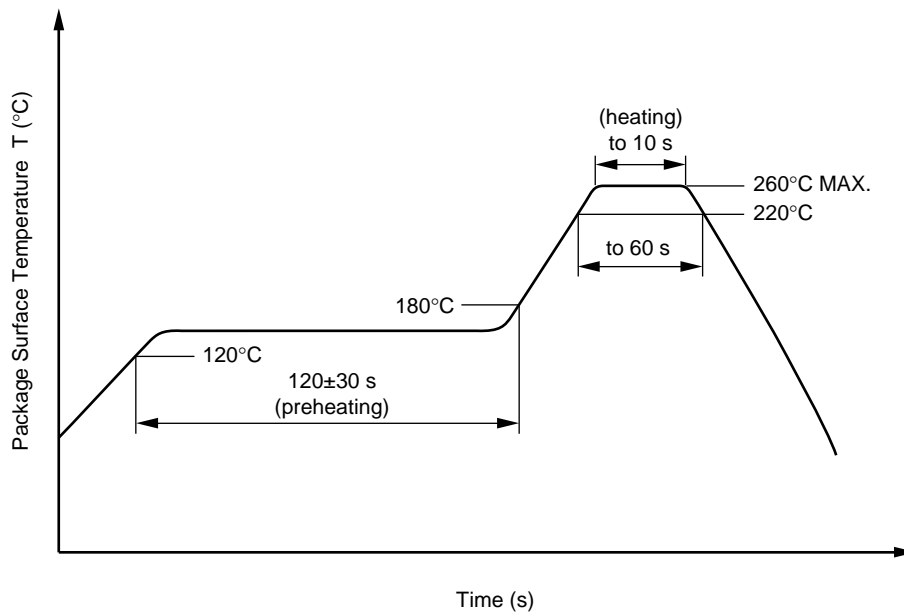 Package Surface Temperature T (°C)
(heating)
to 10 s
260°C MAX.
220°C
to 60 s
180°C
120°C
120±30 s
(preheating)
Time (s)